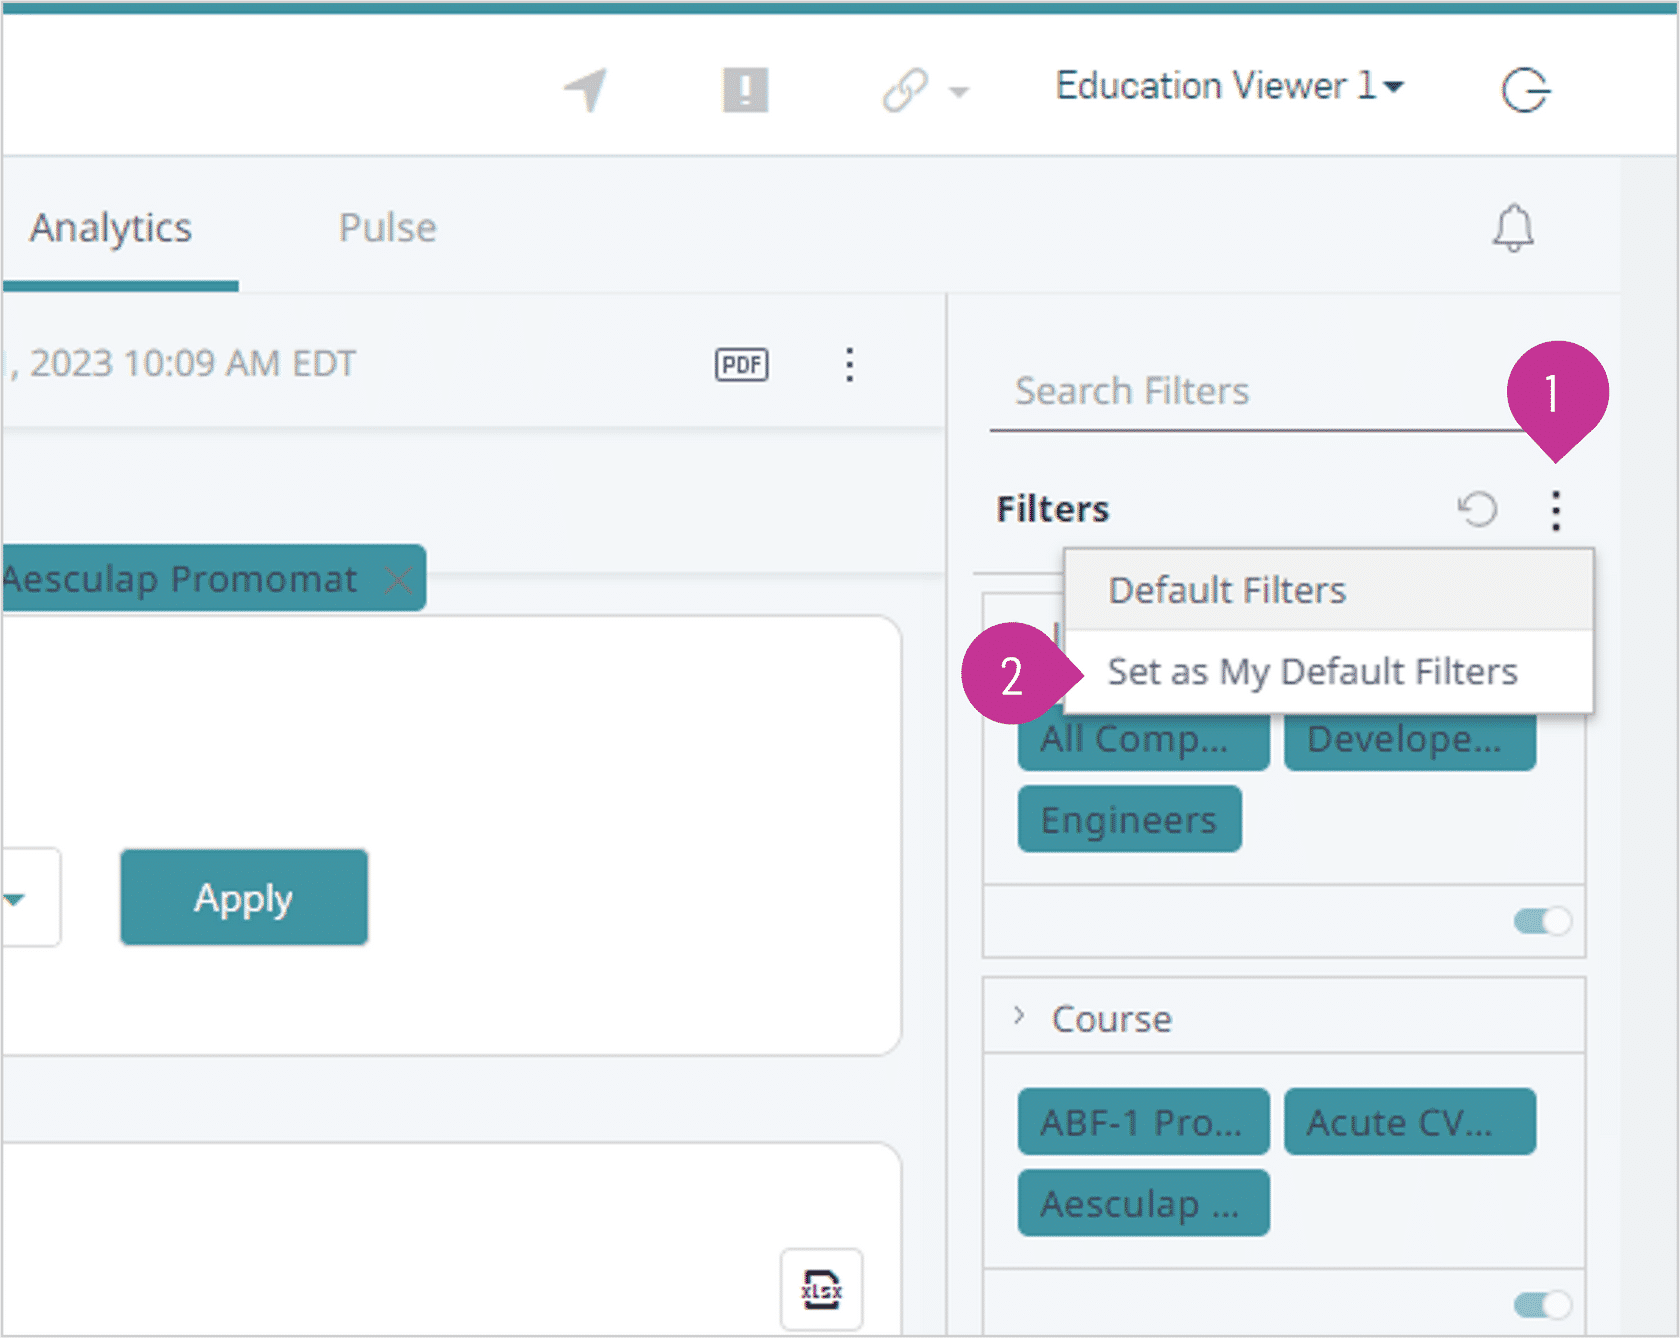 Education Viewer 1
Analytics
Pulse
, 2023 10:09 AM EDT
PDF
Search Filters
1
Filters
Default Filters
Set as My Default Filters
2
Aesculap Promomat
All Comp...
Develope...
Engineers
Apply
Course
ABF-1 Pro...
Acute CV...
Aesculap ...
XLSX